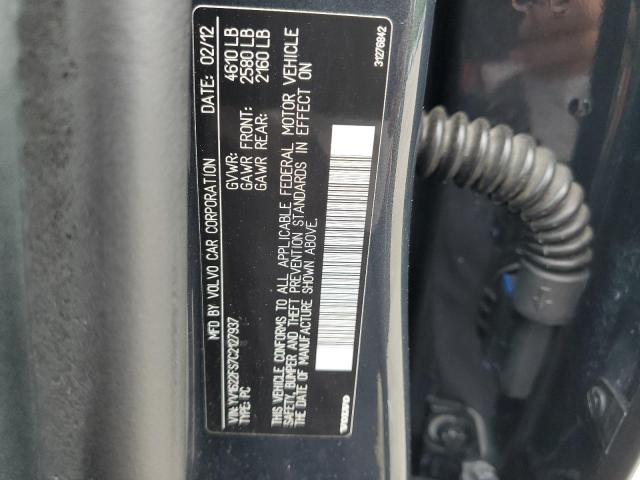 MFD BY VOLVO CAR CORPORATION DATE: 02/12
GVWR: 4610 LB
GAWR FRONT: 2580 LB
GAWR REAR: 2160 LB
VIN: YV1622FS7C2127937
TYPE: PC
THIS VEHICLE CONFORMS TO ALL APPLICABLE FEDERAL MOTOR VEHICLE
SAFETY, BUMPER AND THEFT PREVENTION STANDARDS IN EFFECT ON
THE DATE OF MANUFACTURE SHOWN ABOVE.
VOLVO 31276842